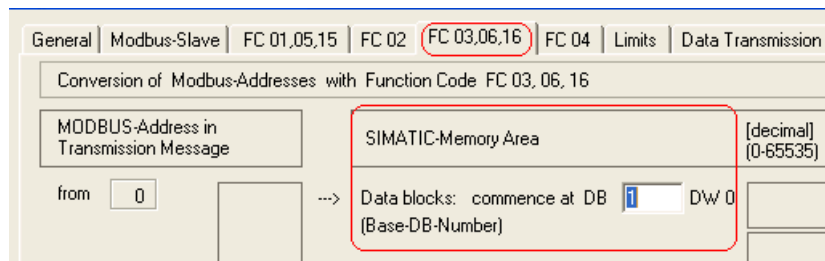 General Modbus-Slave FC 01,05,15 FC 02 FC 03,06,16 FC 04 Limits Data Transmission
Conversion of Modbus-Addresses with Function Code FC 03, 06, 16
MODBUS-Address in
Transmission Message
SIMATIC-Memory Area
[decimal]
(0-65535)
from 0 ---> Data blocks: commence at DB 1 DW 0
(Base-DB-Number)